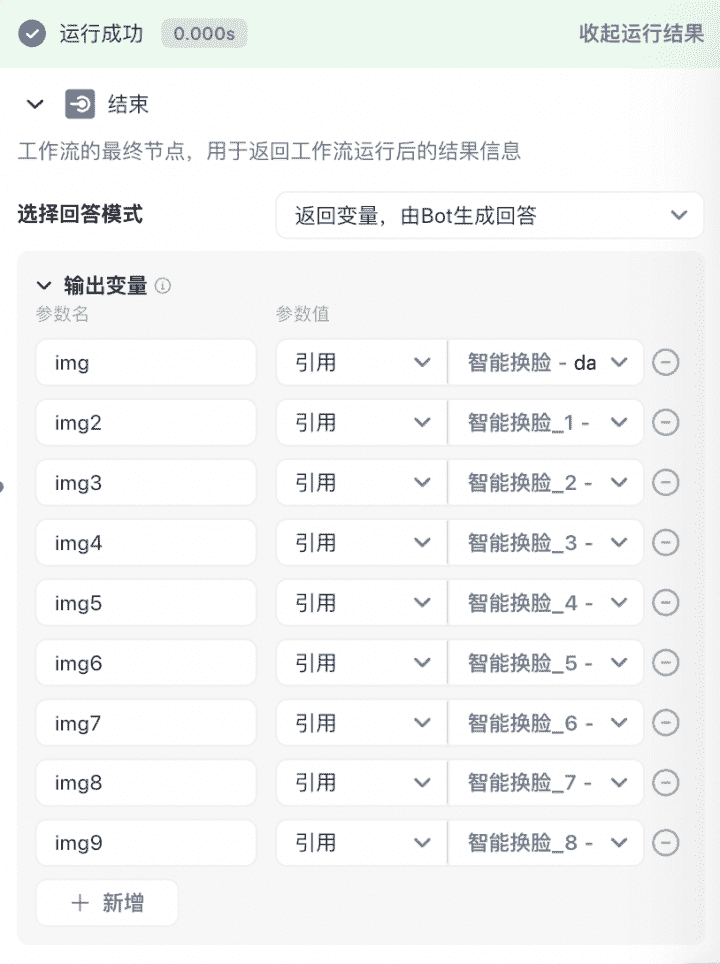 运行成功 0.000s 收起运行结果
结束
工作流的最终节点，用于返回工作流运行后的结果信息
选择回答模式 返回变量，由Bot生成回答
输出变量
参数名 参数值
img 引用 智能换脸 - da
img2 引用 智能换脸_1 -
img3 引用 智能换脸_2 -
img4 引用 智能换脸_3 -
img5 引用 智能换脸_4 -
img6 引用 智能换脸_5 -
img7 引用 智能换脸_6 -
img8 引用 智能换脸_7 -
img9 引用 智能换脸_8 -
+ 新增